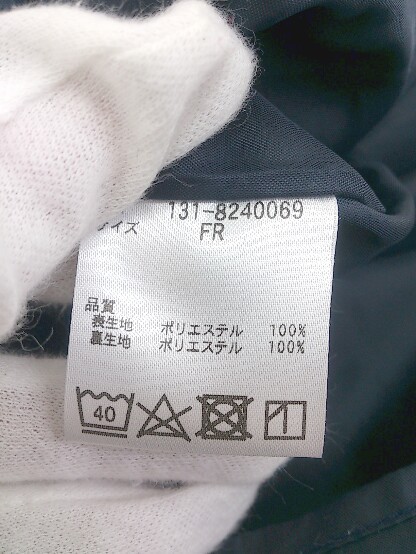 131-8240069
イズ FR
品質
表生地 ポリエステル 100%
裏生地 ポリエステル 100%
40